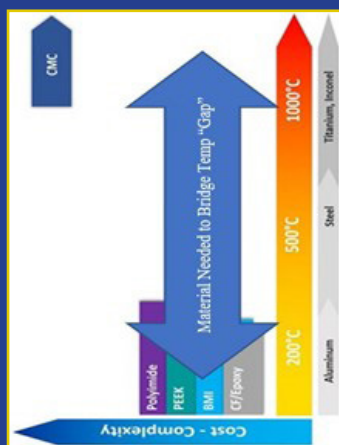 CMC
Material Needed to Bridge Temp "Gap"
Polyimide
PEEK
BMI
CF/Epoxy
200°C
500°C
1000°C
Aluminum
Steel
Titanium, Inconel
Cost - Complexity